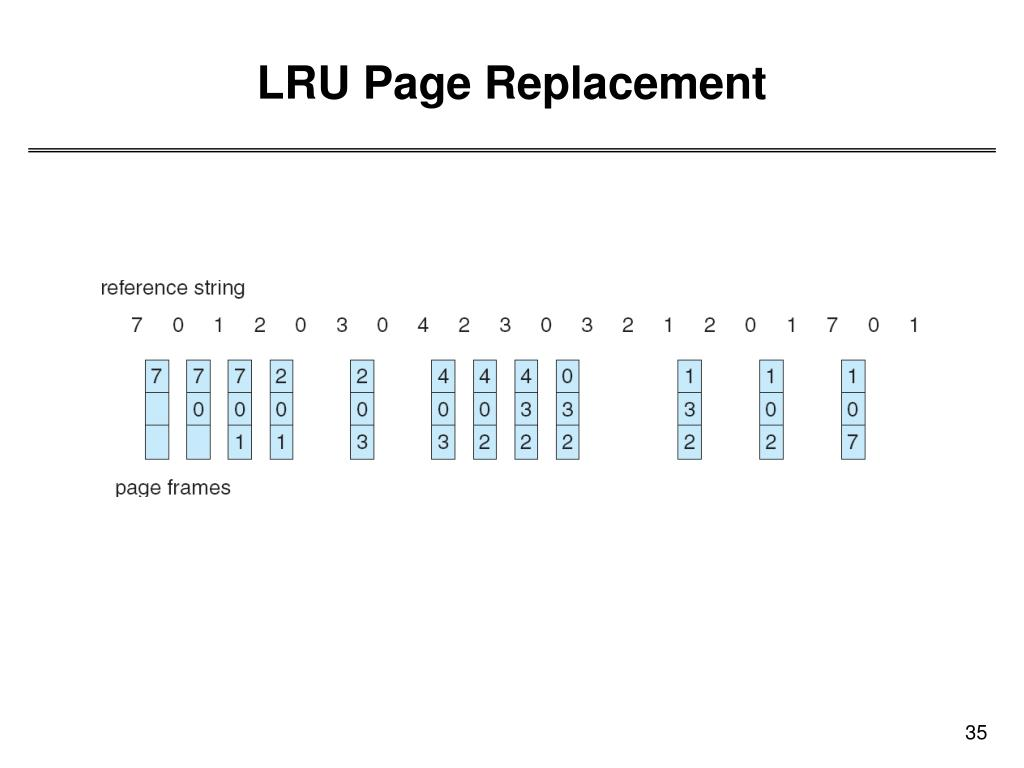 LRU Page Replacement
reference string
7 0 1 2 0 3 0 4 2 3 0 3 2 1 2 0 1 7 0 1
7 7 7 2 2 4 4 4 0 1 1 1
0 0 0 0 0 0 3 3 3 0 0
1 1 3 3 2 2 2 2 2 7
page frames
35